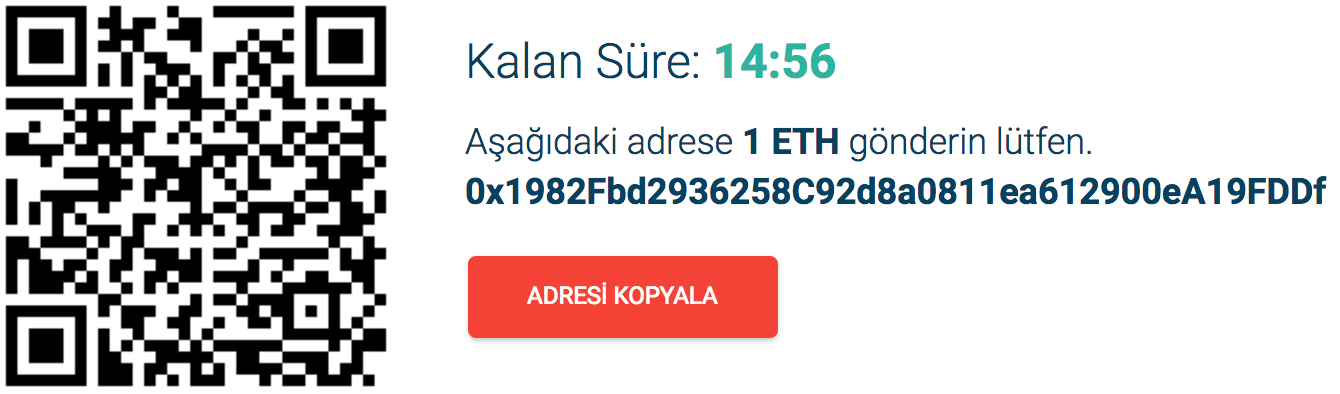 Kalan Süre: 14:56
Aşağıdaki adrese 1 ETH gönderin lütfen.
0x1982Fbd2936258C92d8a0811ea612900eA19FDDf
ADRESİ KOPYALA